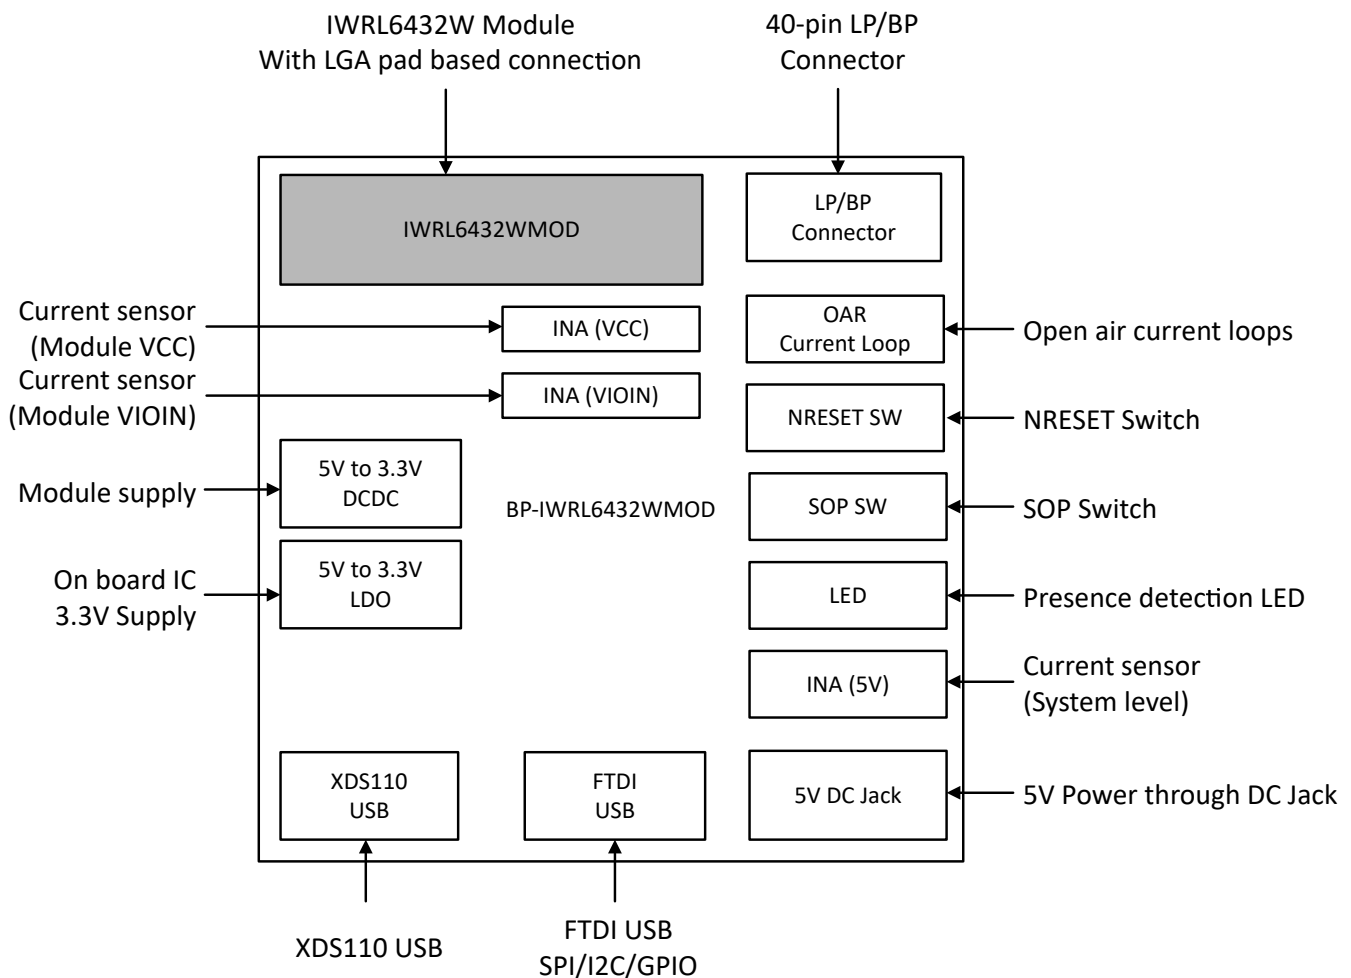 IWRL6432W Module
With LGA pad based connection
40-pin LP/BP
Connector
IWRL6432WMOD
LP/BP
Connector
Current sensor
(Module VCC)
INA (VCC)
OAR
Current Loop
Open air current loops
Current sensor
(Module VIOIN)
INA (VIOIN)
NRESET SW
NRESET Switch
Module supply
5V to 3.3V
DCDC
BP-IWRL6432WMOD
SOP SW
SOP Switch
On board IC
3.3V Supply
5V to 3.3V
LDO
LED
Presence detection LED
INA (5V)
Current sensor
(System level)
XDS110
USB
FTDI
USB
5V DC Jack
5V Power through DC Jack
XDS110 USB
FTDI USB
SPI/I2C/GPIO